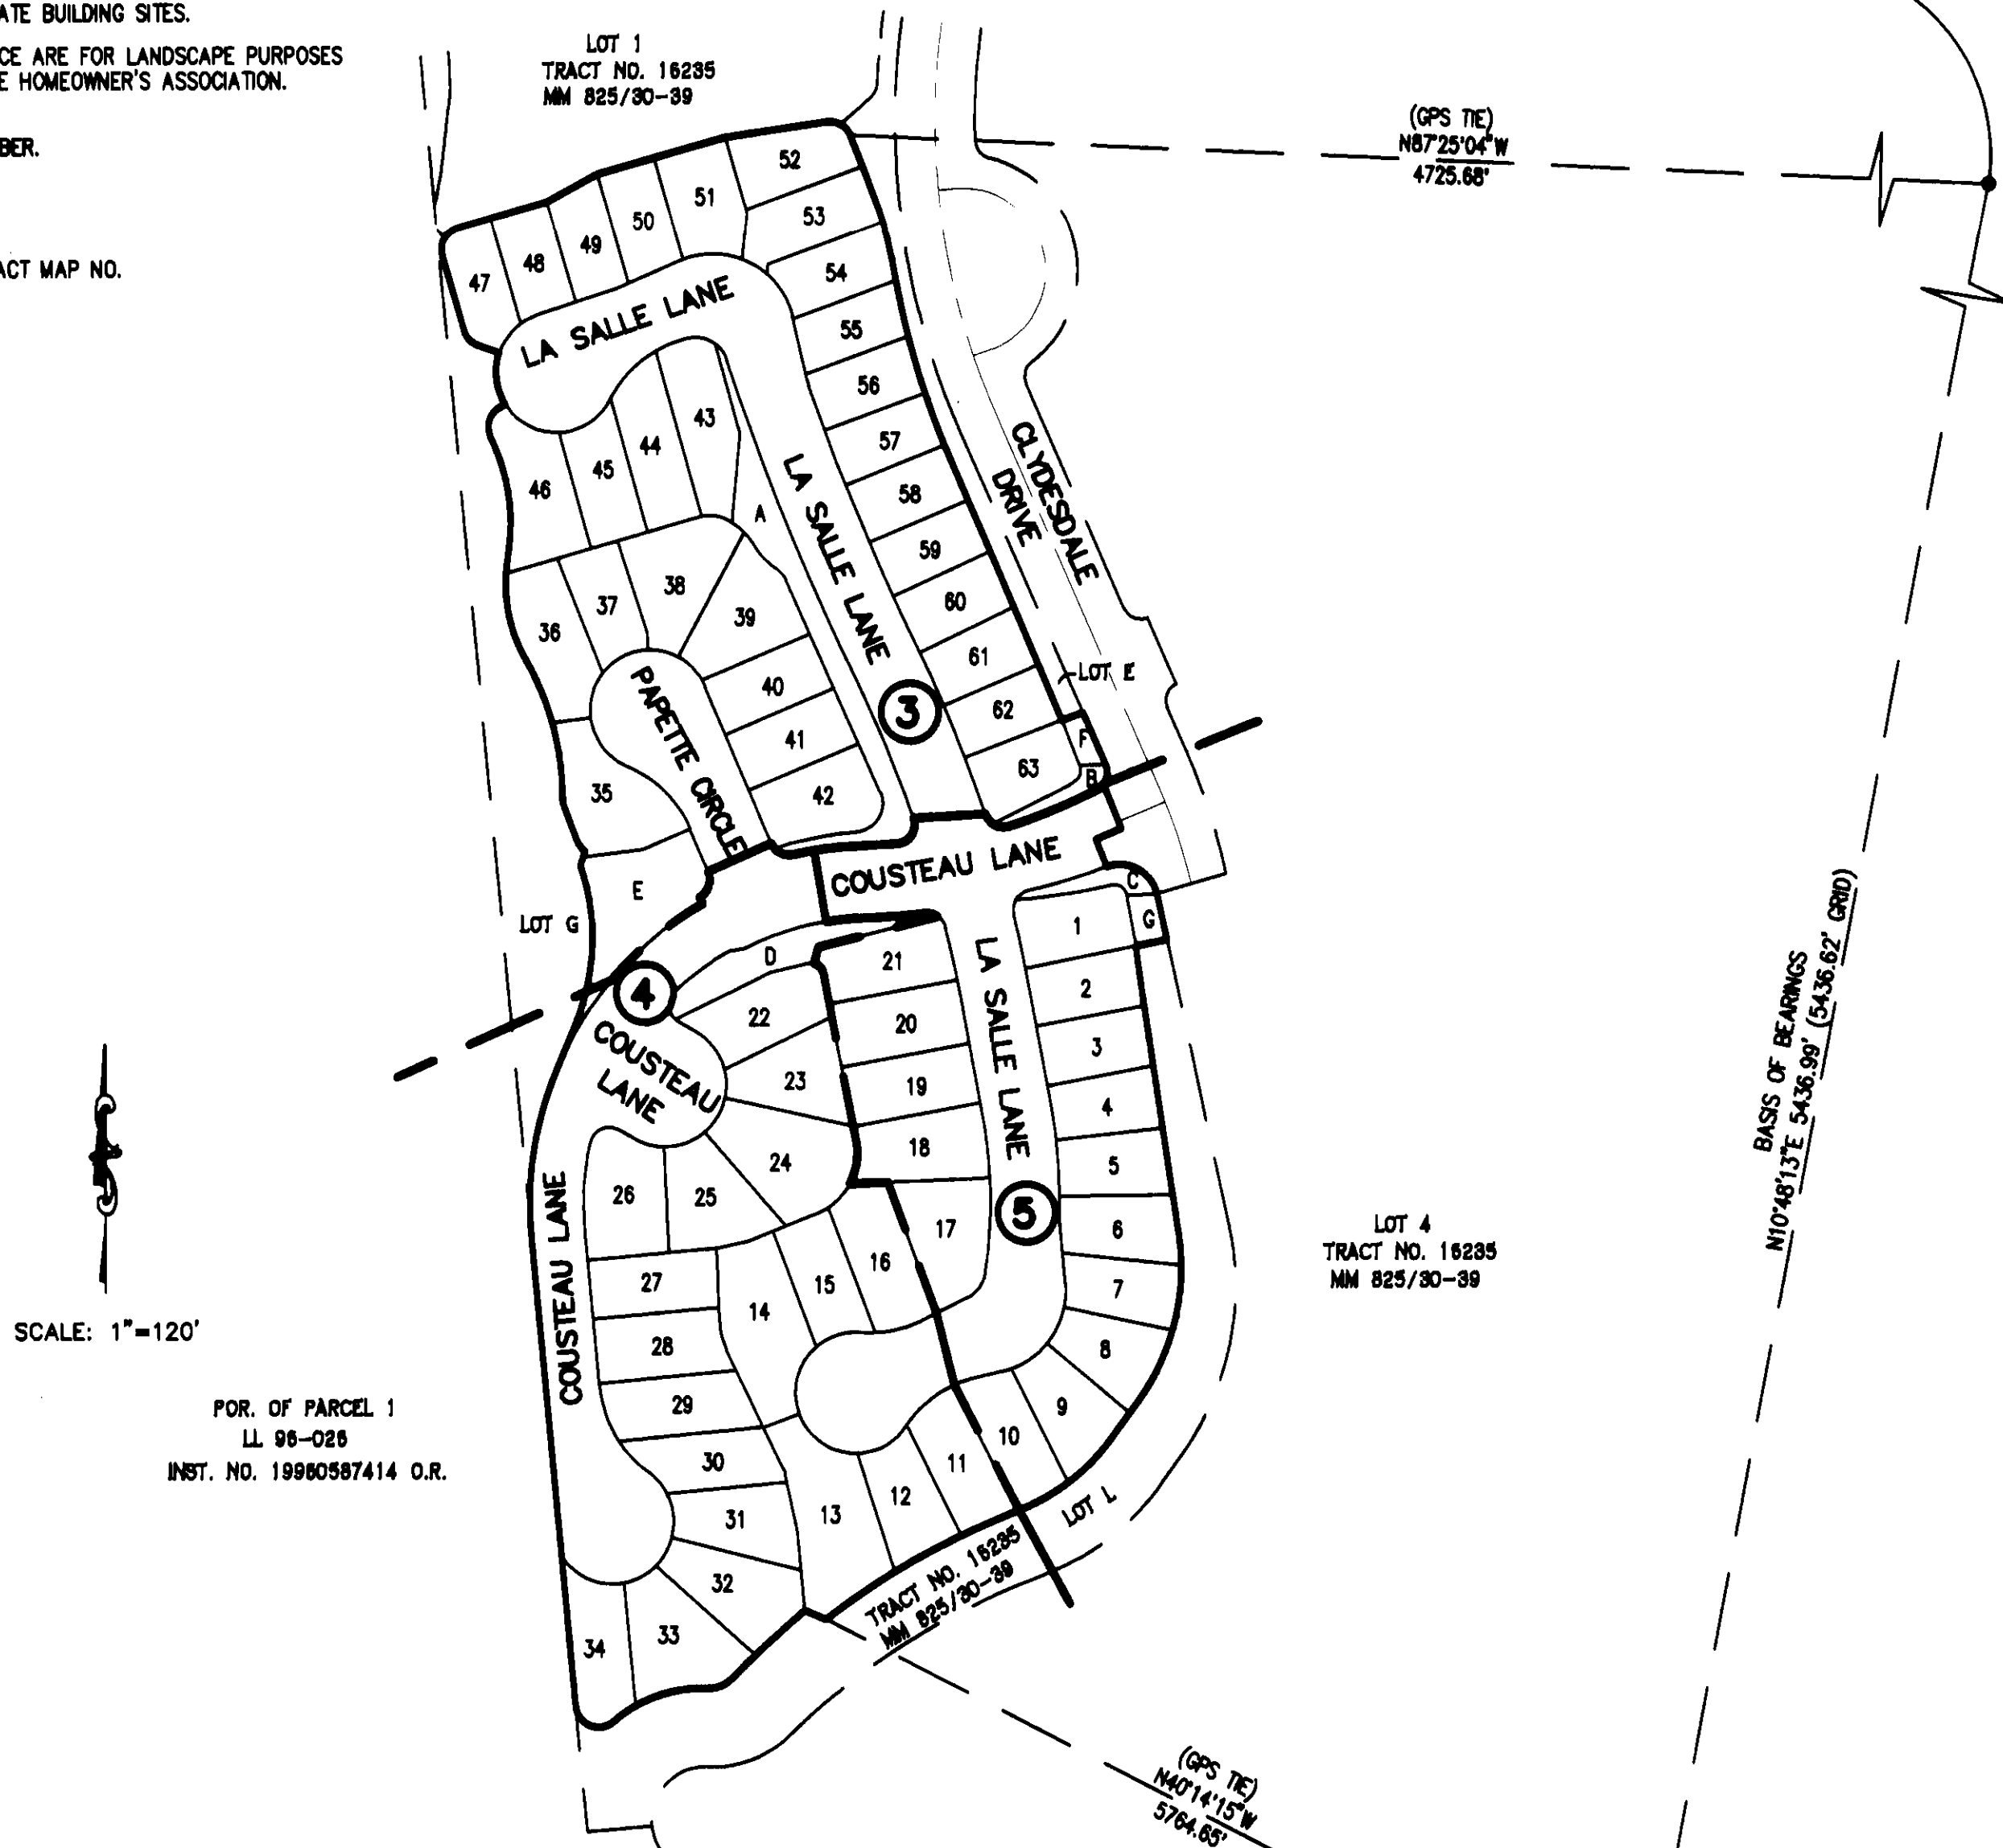 ATE BUILDING SITES.
CE ARE FOR LANDSCAPE PURPOSES
E HOMEOWNER'S ASSOCIATION.
BER.
ACT MAP NO.
LOT 1
TRACT NO. 16235
MM 825/30-39
(GPS TIE)
N87°25'04"W
4725.68'
52
51
50
49
48
47
53
54
55
56
57
58
59
60
61
62
63
LA SALLE LANE
43
44
45
46
A
LA SALLE LANE
CLYDESDALE
DRIVE
38
37
36
39
40
41
42
35
PAPETTE CIRCLE
3
LOT E
F
B
E
LOT G
COUSTEAU LANE
C
G
D
4
COUSTEAU
LANE
21
22
20
23
19
18
24
25
26
LA SALLE LANE
1
2
3
4
5
6
7
8
9
10
11
12
13
14
15
16
17
5
COUSTEAU LANE
27
28
29
30
31
32
33
34
LOT L
TRACT NO. 16235
MM 825/30-39
LOT 4
TRACT NO. 16235
MM 825/30-39
BASIS OF BEARINGS
N10°48'13"E 5436.99' (5436.62' GRID)
SCALE: 1"=120'
POR. OF PARCEL 1
LL 96-026
INST. NO. 19960587414 O.R.
(GPS TIE)
N40°14'15"W
5764.65'